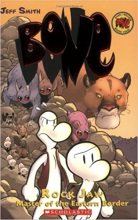 JEFF SMITH
BONE
ROCK JAW
Master of the Eastern Border
SCHOLASTIC